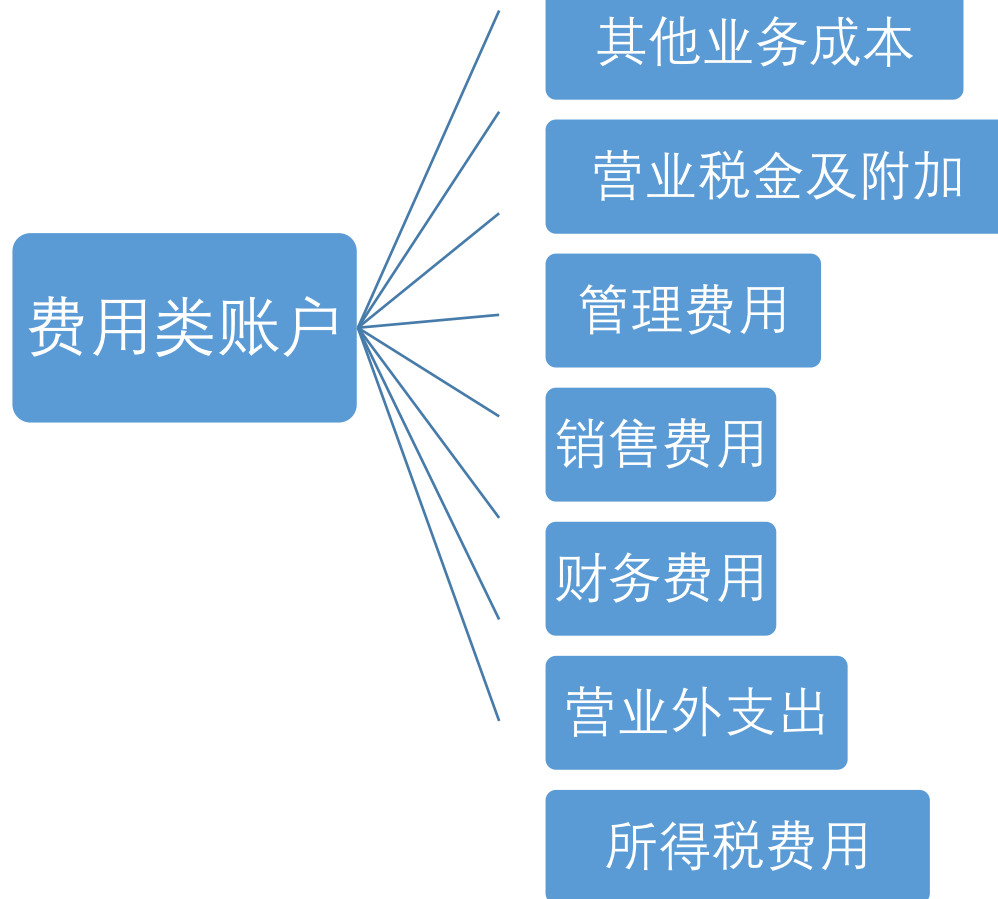 费用类账户
其他业务成本
营业税金及附加
管理费用
销售费用
财务费用
营业外支出
所得税费用